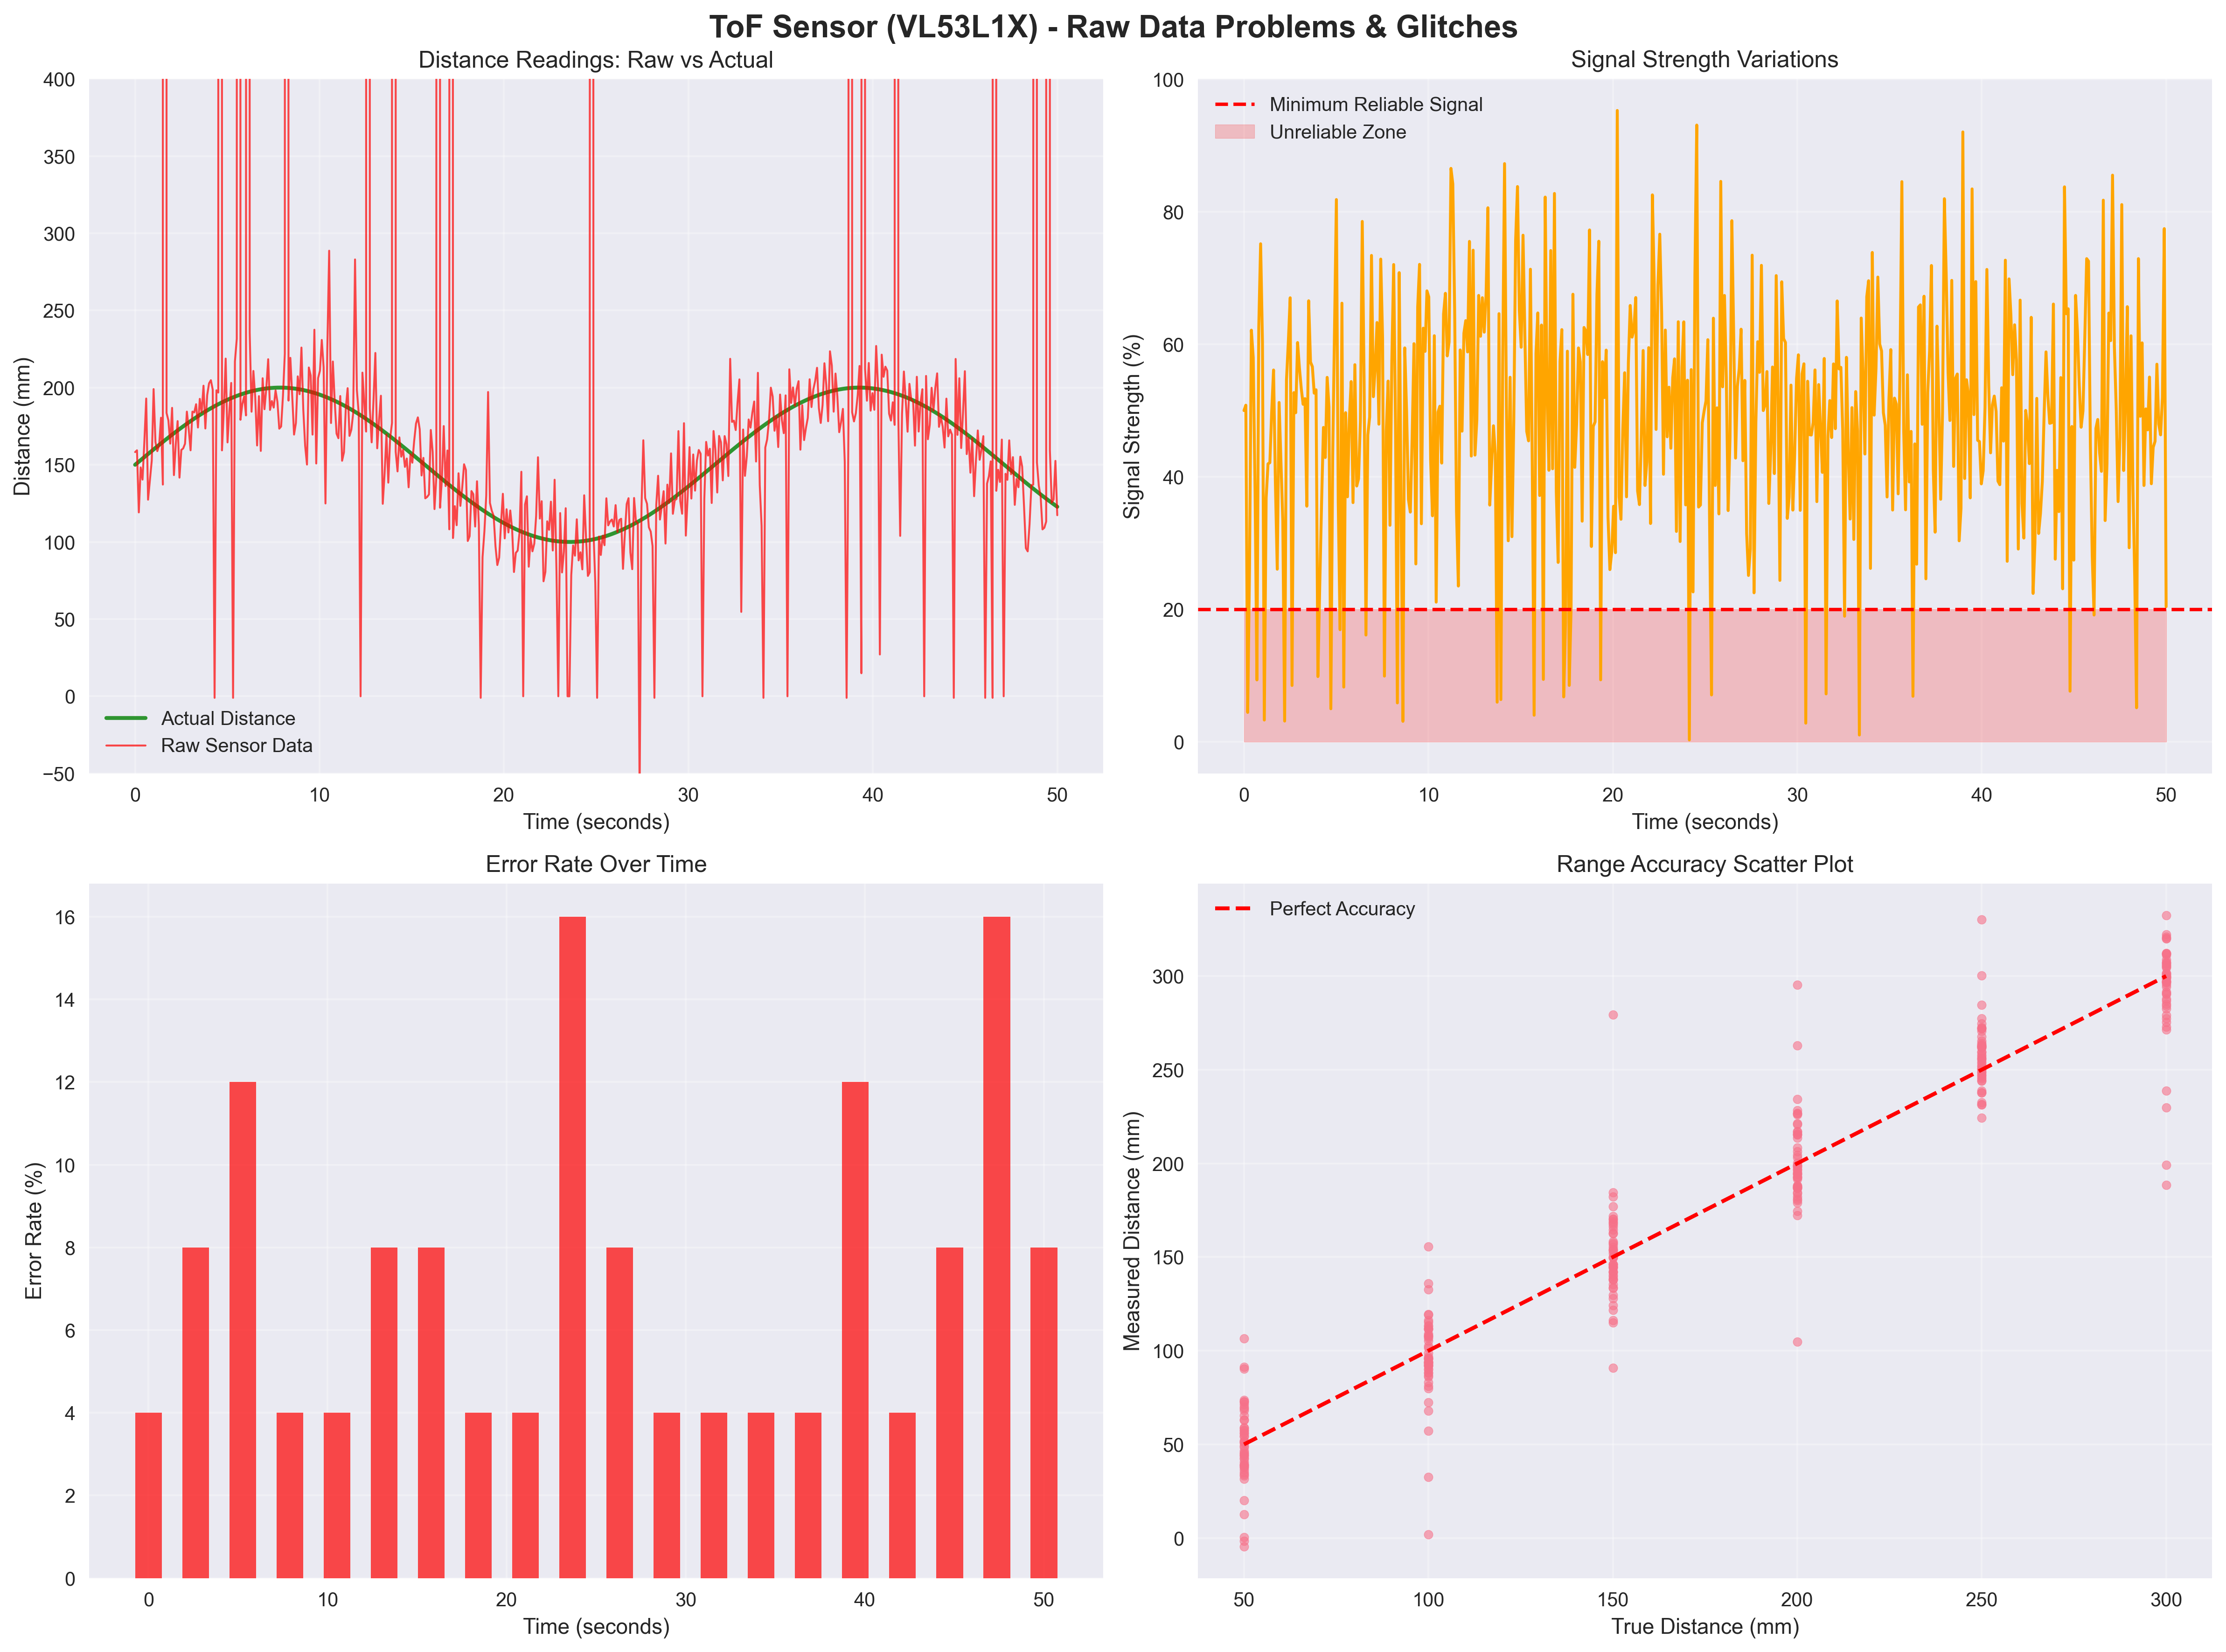 ToF Sensor (VL53L1X) - Raw Data Problems & Glitches
Distance Readings: Raw vs Actual
400
350
300
250
200
150
100
50
0
−50
Distance (mm)
Actual Distance
Raw Sensor Data
0 10 20 30 40 50
Time (seconds)
Signal Strength Variations
100
80
60
40
20
0
Signal Strength (%)
Minimum Reliable Signal
Unreliable Zone
0 10 20 30 40 50
Time (seconds)
Error Rate Over Time
16
14
12
10
8
6
4
2
0
Error Rate (%)
0 10 20 30 40 50
Time (seconds)
Range Accuracy Scatter Plot
Perfect Accuracy
300
250
200
150
100
50
0
Measured Distance (mm)
50 100 150 200 250 300
True Distance (mm)